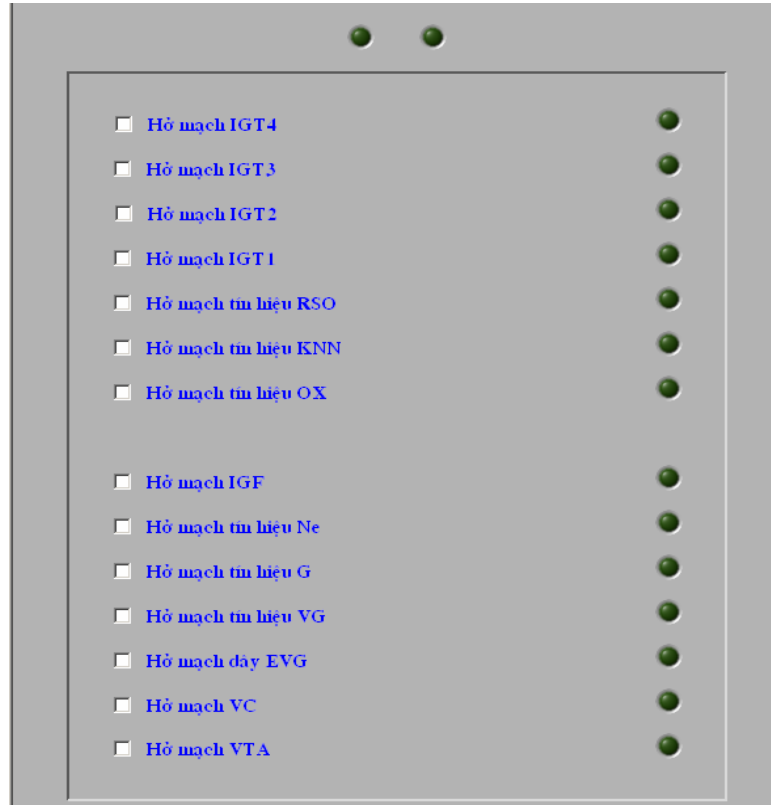 Hở mạch IGT4
Hở mạch IGT3
Hở mạch IGT2
Hở mạch IGT1
Hở mạch tín hiệu RSO
Hở mạch tín hiệu KNN
Hở mạch tín hiệu OX
Hở mạch IGF
Hở mạch tín hiệu Ne
Hở mạch tín hiệu G
Hở mạch tín hiệu VG
Hở mạch dây EVG
Hở mạch VC
Hở mạch VTA